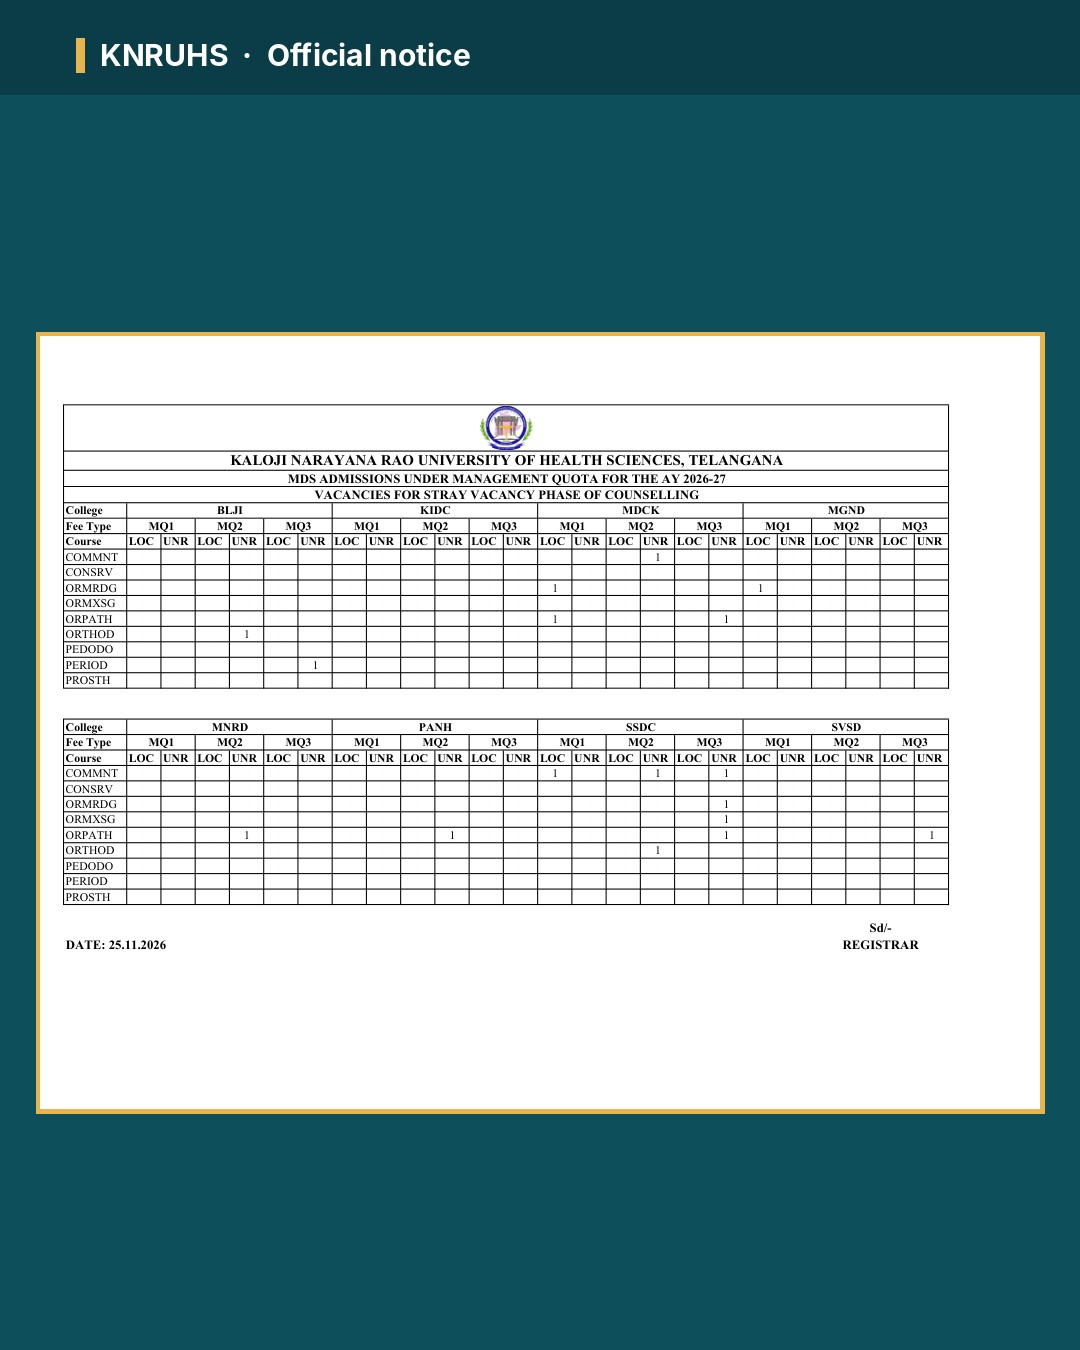 KNRUHS · Official notice
KALOJI NARAYANA RAO UNIVERSITY OF HEALTH SCIENCES, TELANGANA
MDS ADMISSIONS UNDER MANAGEMENT QUOTA FOR THE AY 2026-27
VACANCIES FOR STRAY VACANCY PHASE OF COUNSELLING
College BLJI KIDC MDCK MGND
Fee Type MQ1 MQ2 MQ3 MQ1 MQ2 MQ3 MQ1 MQ2 MQ3 MQ1 MQ2 MQ3
Course LOC UNR LOC UNR LOC UNR LOC UNR LOC UNR LOC UNR LOC UNR LOC UNR LOC UNR LOC UNR LOC UNR LOC UNR
COMMNT 1
CONSRV
ORMRDG 1 1
ORMXSG
ORPATH 1 1
ORTHOD 1
PEDODO
PERIOD 1
PROSTH
College MNRD PANH SSDC SVSD
Fee Type MQ1 MQ2 MQ3 MQ1 MQ2 MQ3 MQ1 MQ2 MQ3 MQ1 MQ2 MQ3
Course LOC UNR LOC UNR LOC UNR LOC UNR LOC UNR LOC UNR LOC UNR LOC UNR LOC UNR LOC UNR LOC UNR LOC UNR
COMMNT 1 1 1
CONSRV
ORMRDG 1
ORMXSG 1
ORPATH 1 1 1 1
ORTHOD 1
PEDODO
PERIOD
PROSTH
Sd/-
DATE: 25.11.2026 REGISTRAR